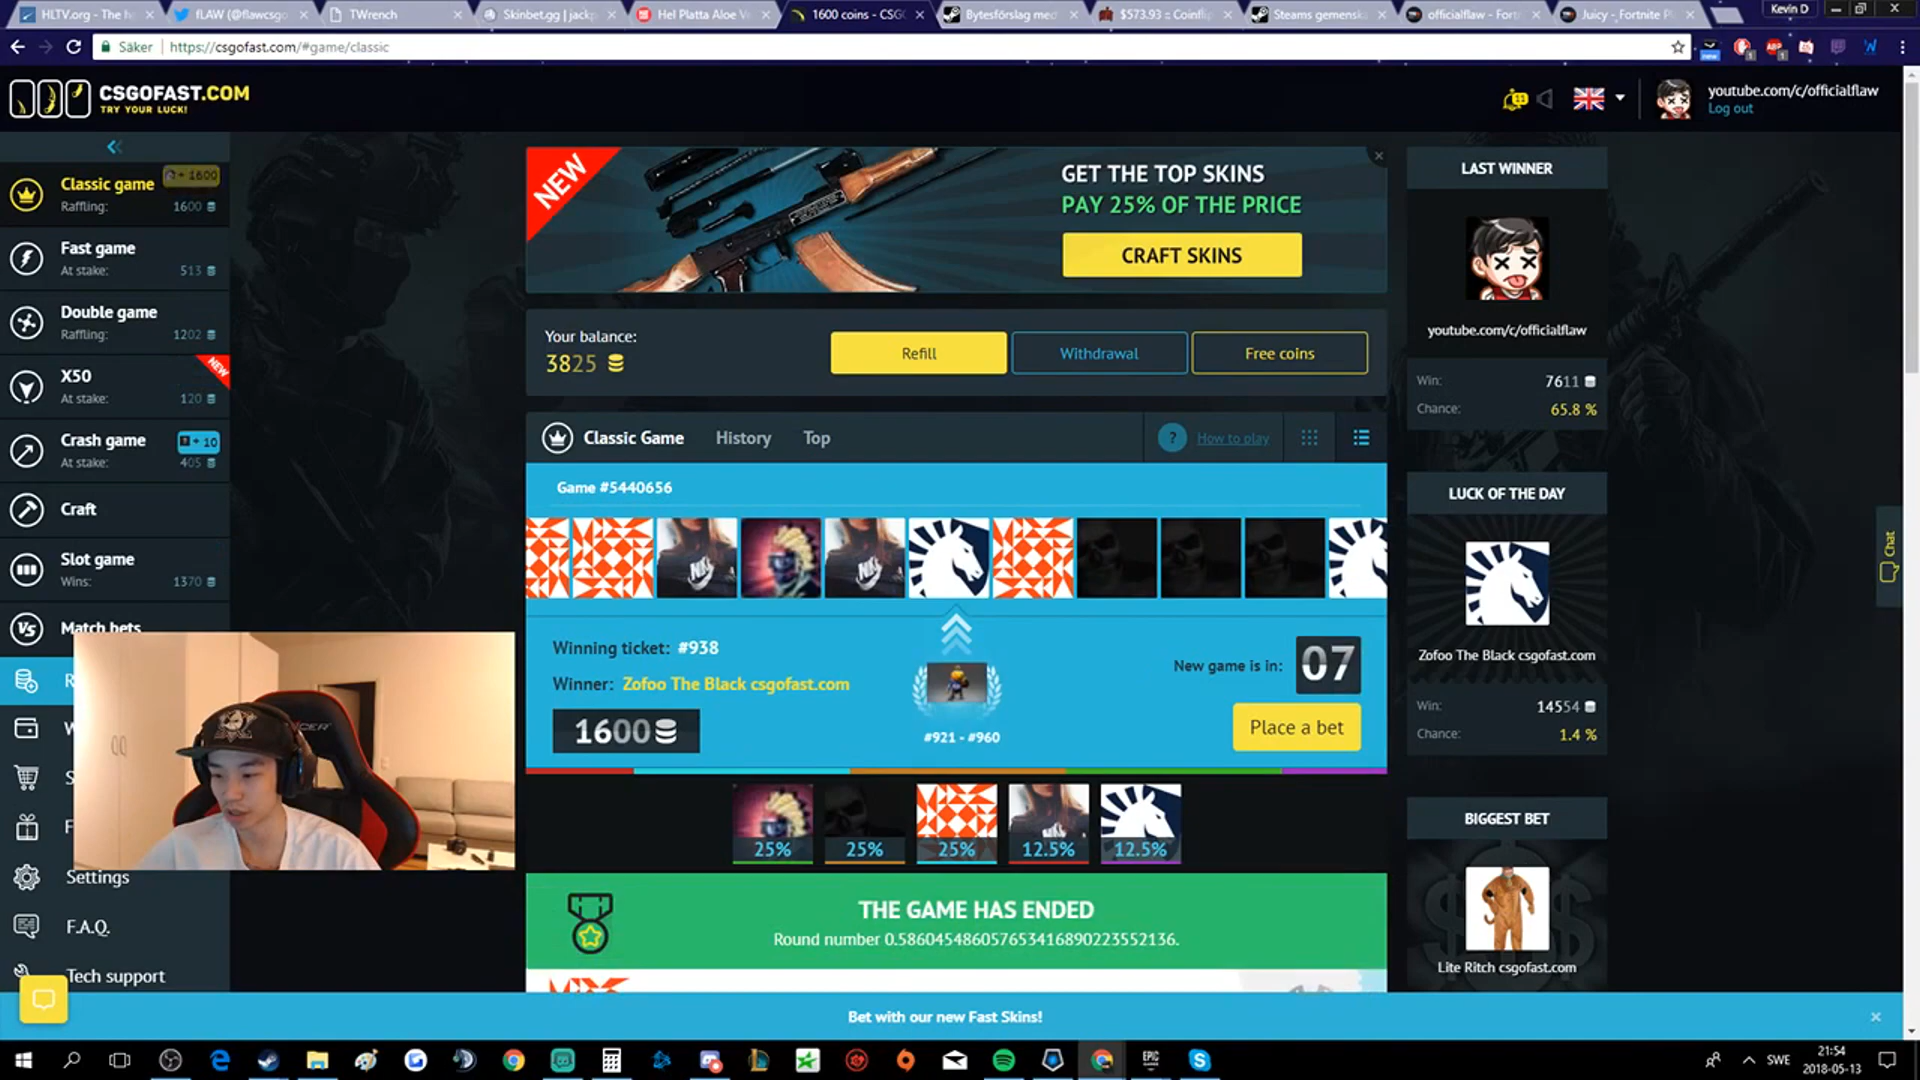 HLTV.org - The h
fLAW (@flawcsgo
TWrench
Skinbet.gg | jackp
Hel Platta Aloe V
1600 coins - CSG
Bytesförslag med
$573.93 :: Coinfli
Steams gemensk
officialflaw - Fort
Juicy - Fortnite P
Kevin D
Säker
https://csgofast.com/#game/classic
new
CSGOFAST.COM
TRY YOUR LUCK!
11
youtube.com/c/officialflaw
Log out
Classic game
+ 1600
Raffling:
1600
Fast game
At stake:
513
Double game
Raffling:
1202
NEW
X50
At stake:
120
Crash game
+ 10
At stake:
405
Craft
Slot game
Wins:
1370
Match bets
Settings
F.A.Q.
Tech support
NEW
GET THE TOP SKINS
PAY 25% OF THE PRICE
CRAFT SKINS
Your balance:
3825
Refill
Withdrawal
Free coins
Classic Game
History
Top
?
How to play
Game #5440656
Winning ticket: #938
Winner: Zofoo The Black csgofast.com
1600
#921 - #960
New game is in:
07
Place a bet
25%
25%
25%
12.5%
12.5%
THE GAME HAS ENDED
Round number 0.5860454860576534168902235521​36.
LAST WINNER
youtube.com/c/officialflaw
Win:
7611
Chance:
65.8 %
LUCK OF THE DAY
Zofoo The Black csgofast.com
Win:
14554
Chance:
1.4 %
BIGGEST BET
Lite Ritch csgofast.com
Chat
Bet with our new Fast Skins!
EPIC
SWE
21:54
2018-05-13